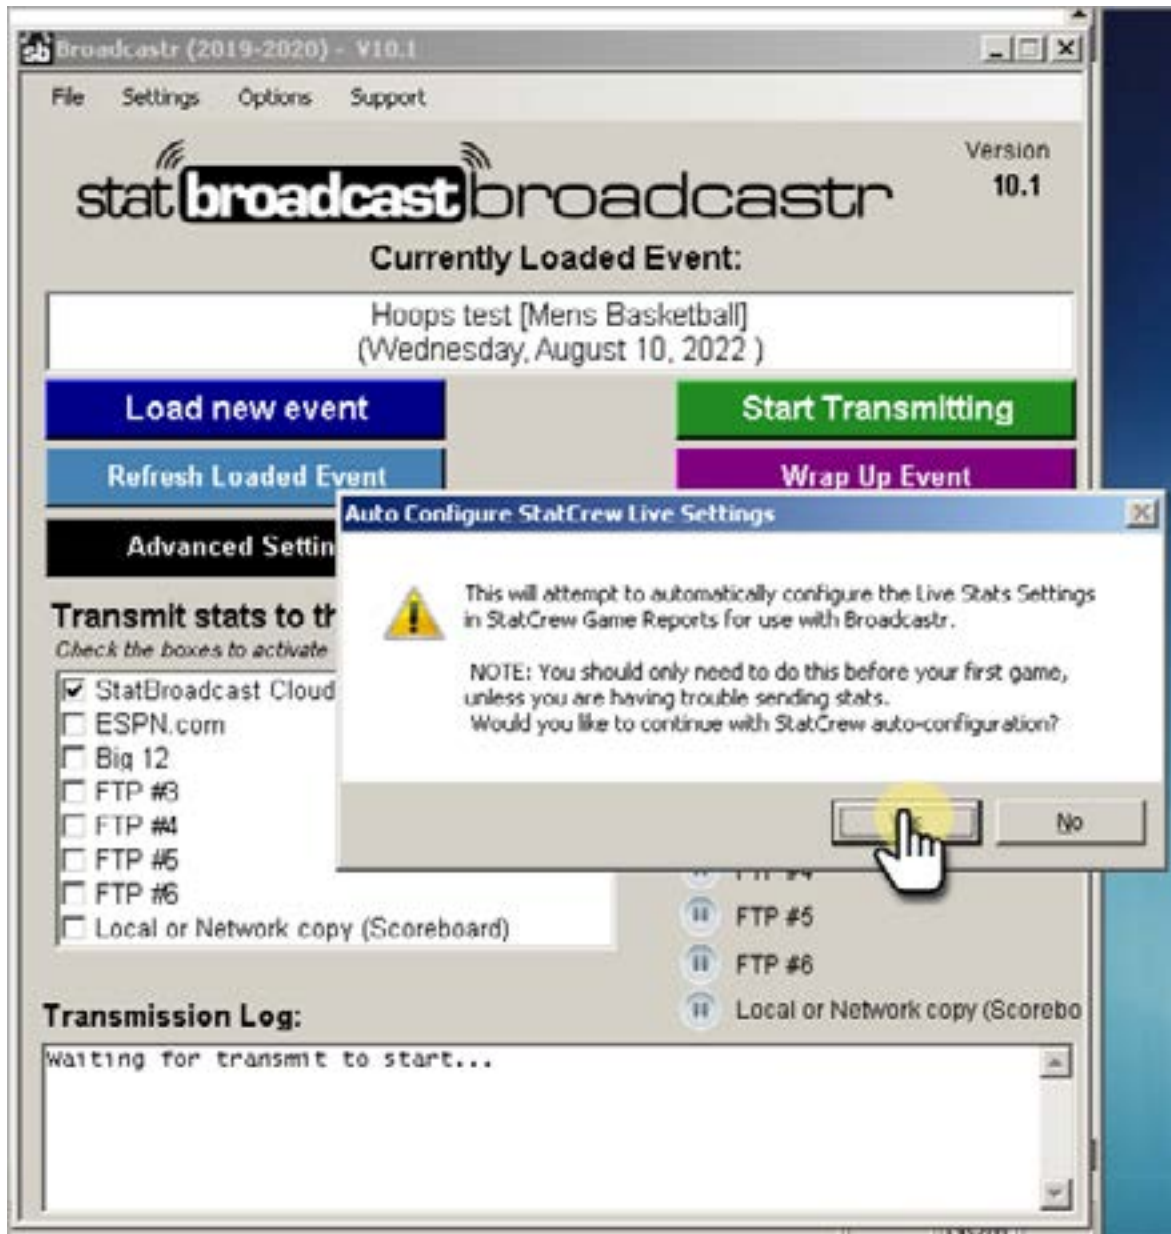 sb Broadcastr (2019-2020) - V10.1
File Settings Options Support
stat broadcast broadcastr
Version
10.1
Currently Loaded Event:
Hoops test [Mens Basketball]
(Wednesday, August 10, 2022 )
Load new event
Start Transmitting
Refresh Loaded Event
Wrap Up Event
Advanced Settin
Auto Configure StatCrew Live Settings
This will attempt to automatically configure the Live Stats Settings
in StatCrew Game Reports for use with Broadcastr.
NOTE: You should only need to do this before your first game,
unless you are having trouble sending stats.
Would you like to continue with StatCrew auto-configuration?
No
Transmit stats to th
Check the boxes to activate
StatBroadcast Cloud
ESPN.com
Big 12
FTP #3
FTP #4
FTP #5
FTP #6
Local or Network copy (Scoreboard)
FTP #4
FTP #5
FTP #6
Local or Network copy (Scorebo
Transmission Log:
Waiting for transmit to start...